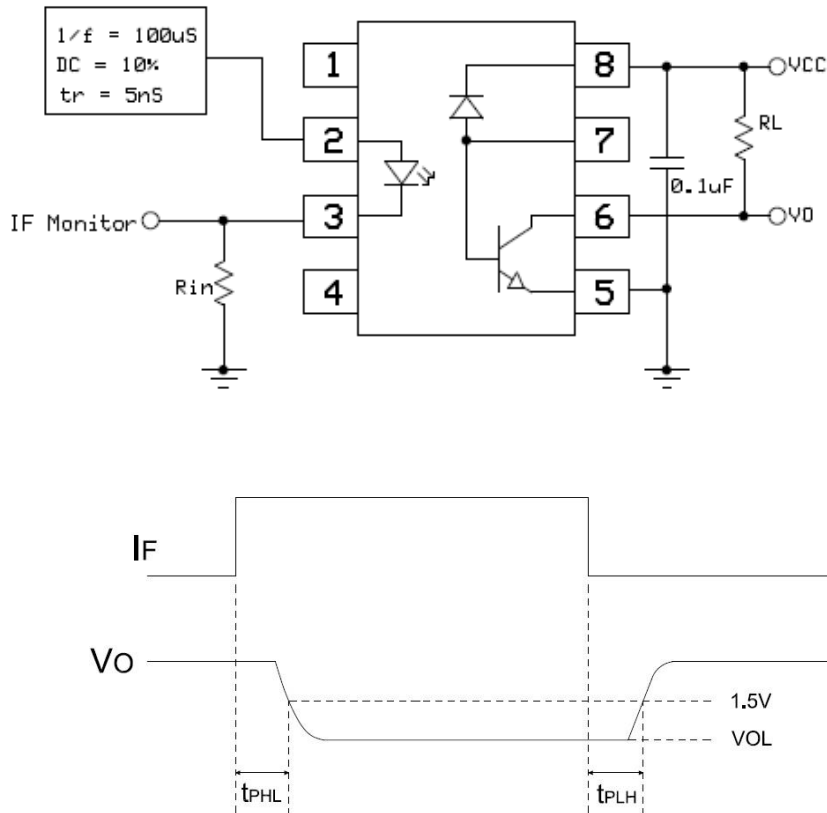 1/f = 100uS
DC = 10%
tr = 5nS
1
2
3
4
8
7
6
5
VCC
RL
0.1uF
VO
IF Monitor
Rin
IF
VO
1.5V
VOL
tPHL
tPLH